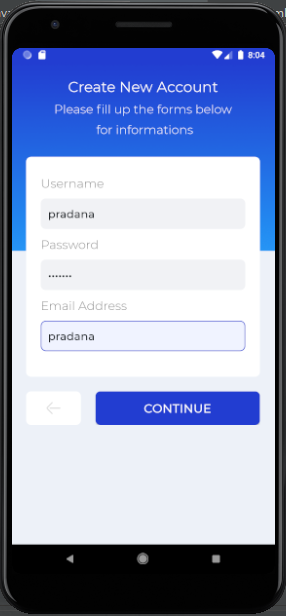 8:04
Create New Account
Please fill up the forms below
for informations
Username
pradana
Password
•••••••
Email Address
pradana
CONTINUE